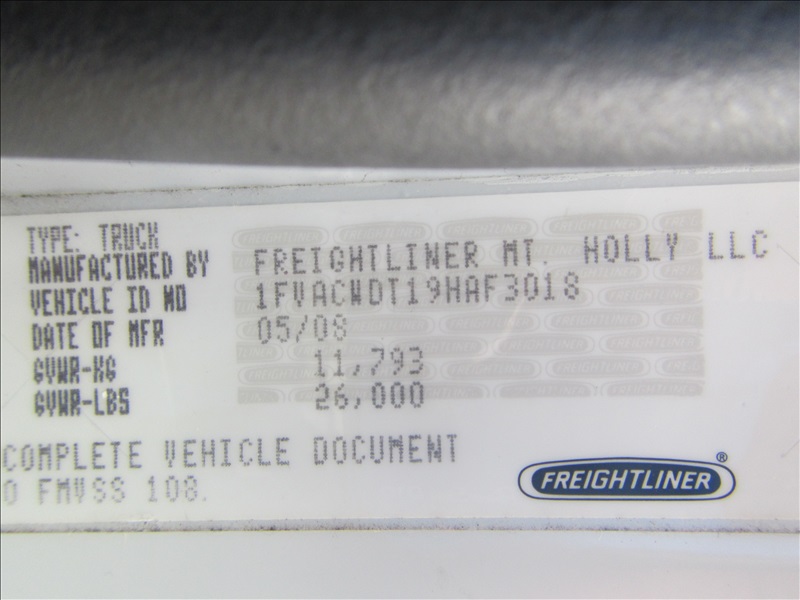 TYPE: TRUCK
MANUFACTURED BY FREIGHTLINER MT. HOLLY LLC
VEHICLE ID NO 1FVACWDT19HAF3018
DATE OF MFR 05/08
GVWR-KG 11,793
GVWR-LBS 26,000
COMPLETE VEHICLE DOCUMENT
O FMVSS 108.
FREIGHTLINER®